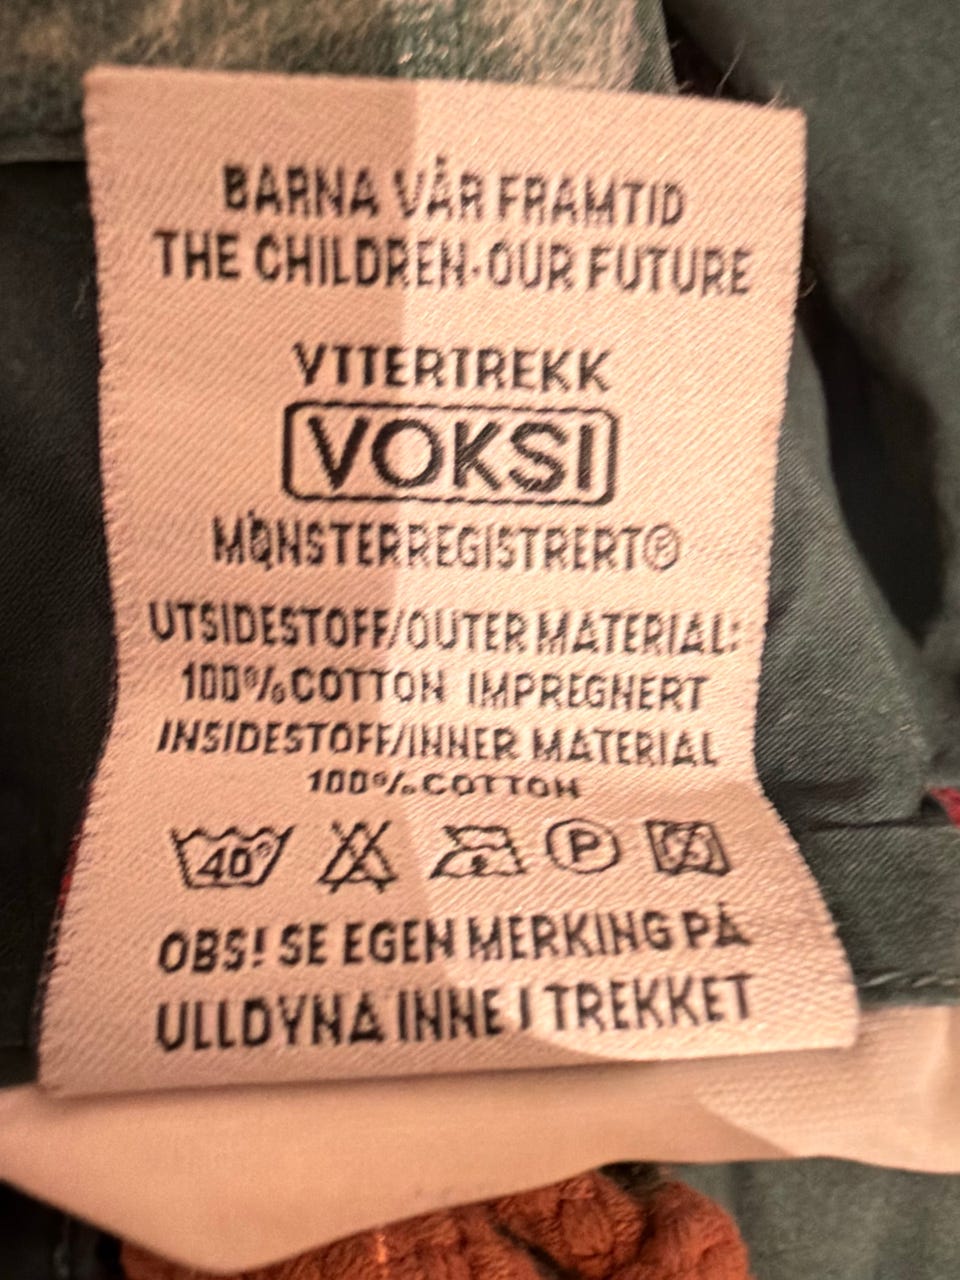 BARNA VÅR FRAMTID
THE CHILDREN·OUR FUTURE
YTTERTREKK
VOKSI
MØNSTERREGISTRERT®
UTSIDESTOFF/OUTER MATERIAL:
100% COTTON IMPREGNERT
INSIDESTOFF/INNER MATERIAL
100% COTTON
40° P
OBS! SE EGEN MERKING PÅ
ULLDYNA INNE I TREKKET